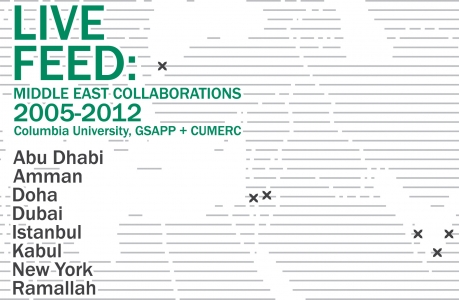 LIVE
FEED:
MIDDLE EAST COLLABORATIONS
2005-2012
Columbia University, GSAPP + CUMERC
Abu Dhabi
Amman
Doha
Dubai
Istanbul
Kabul
New York
Ramallah